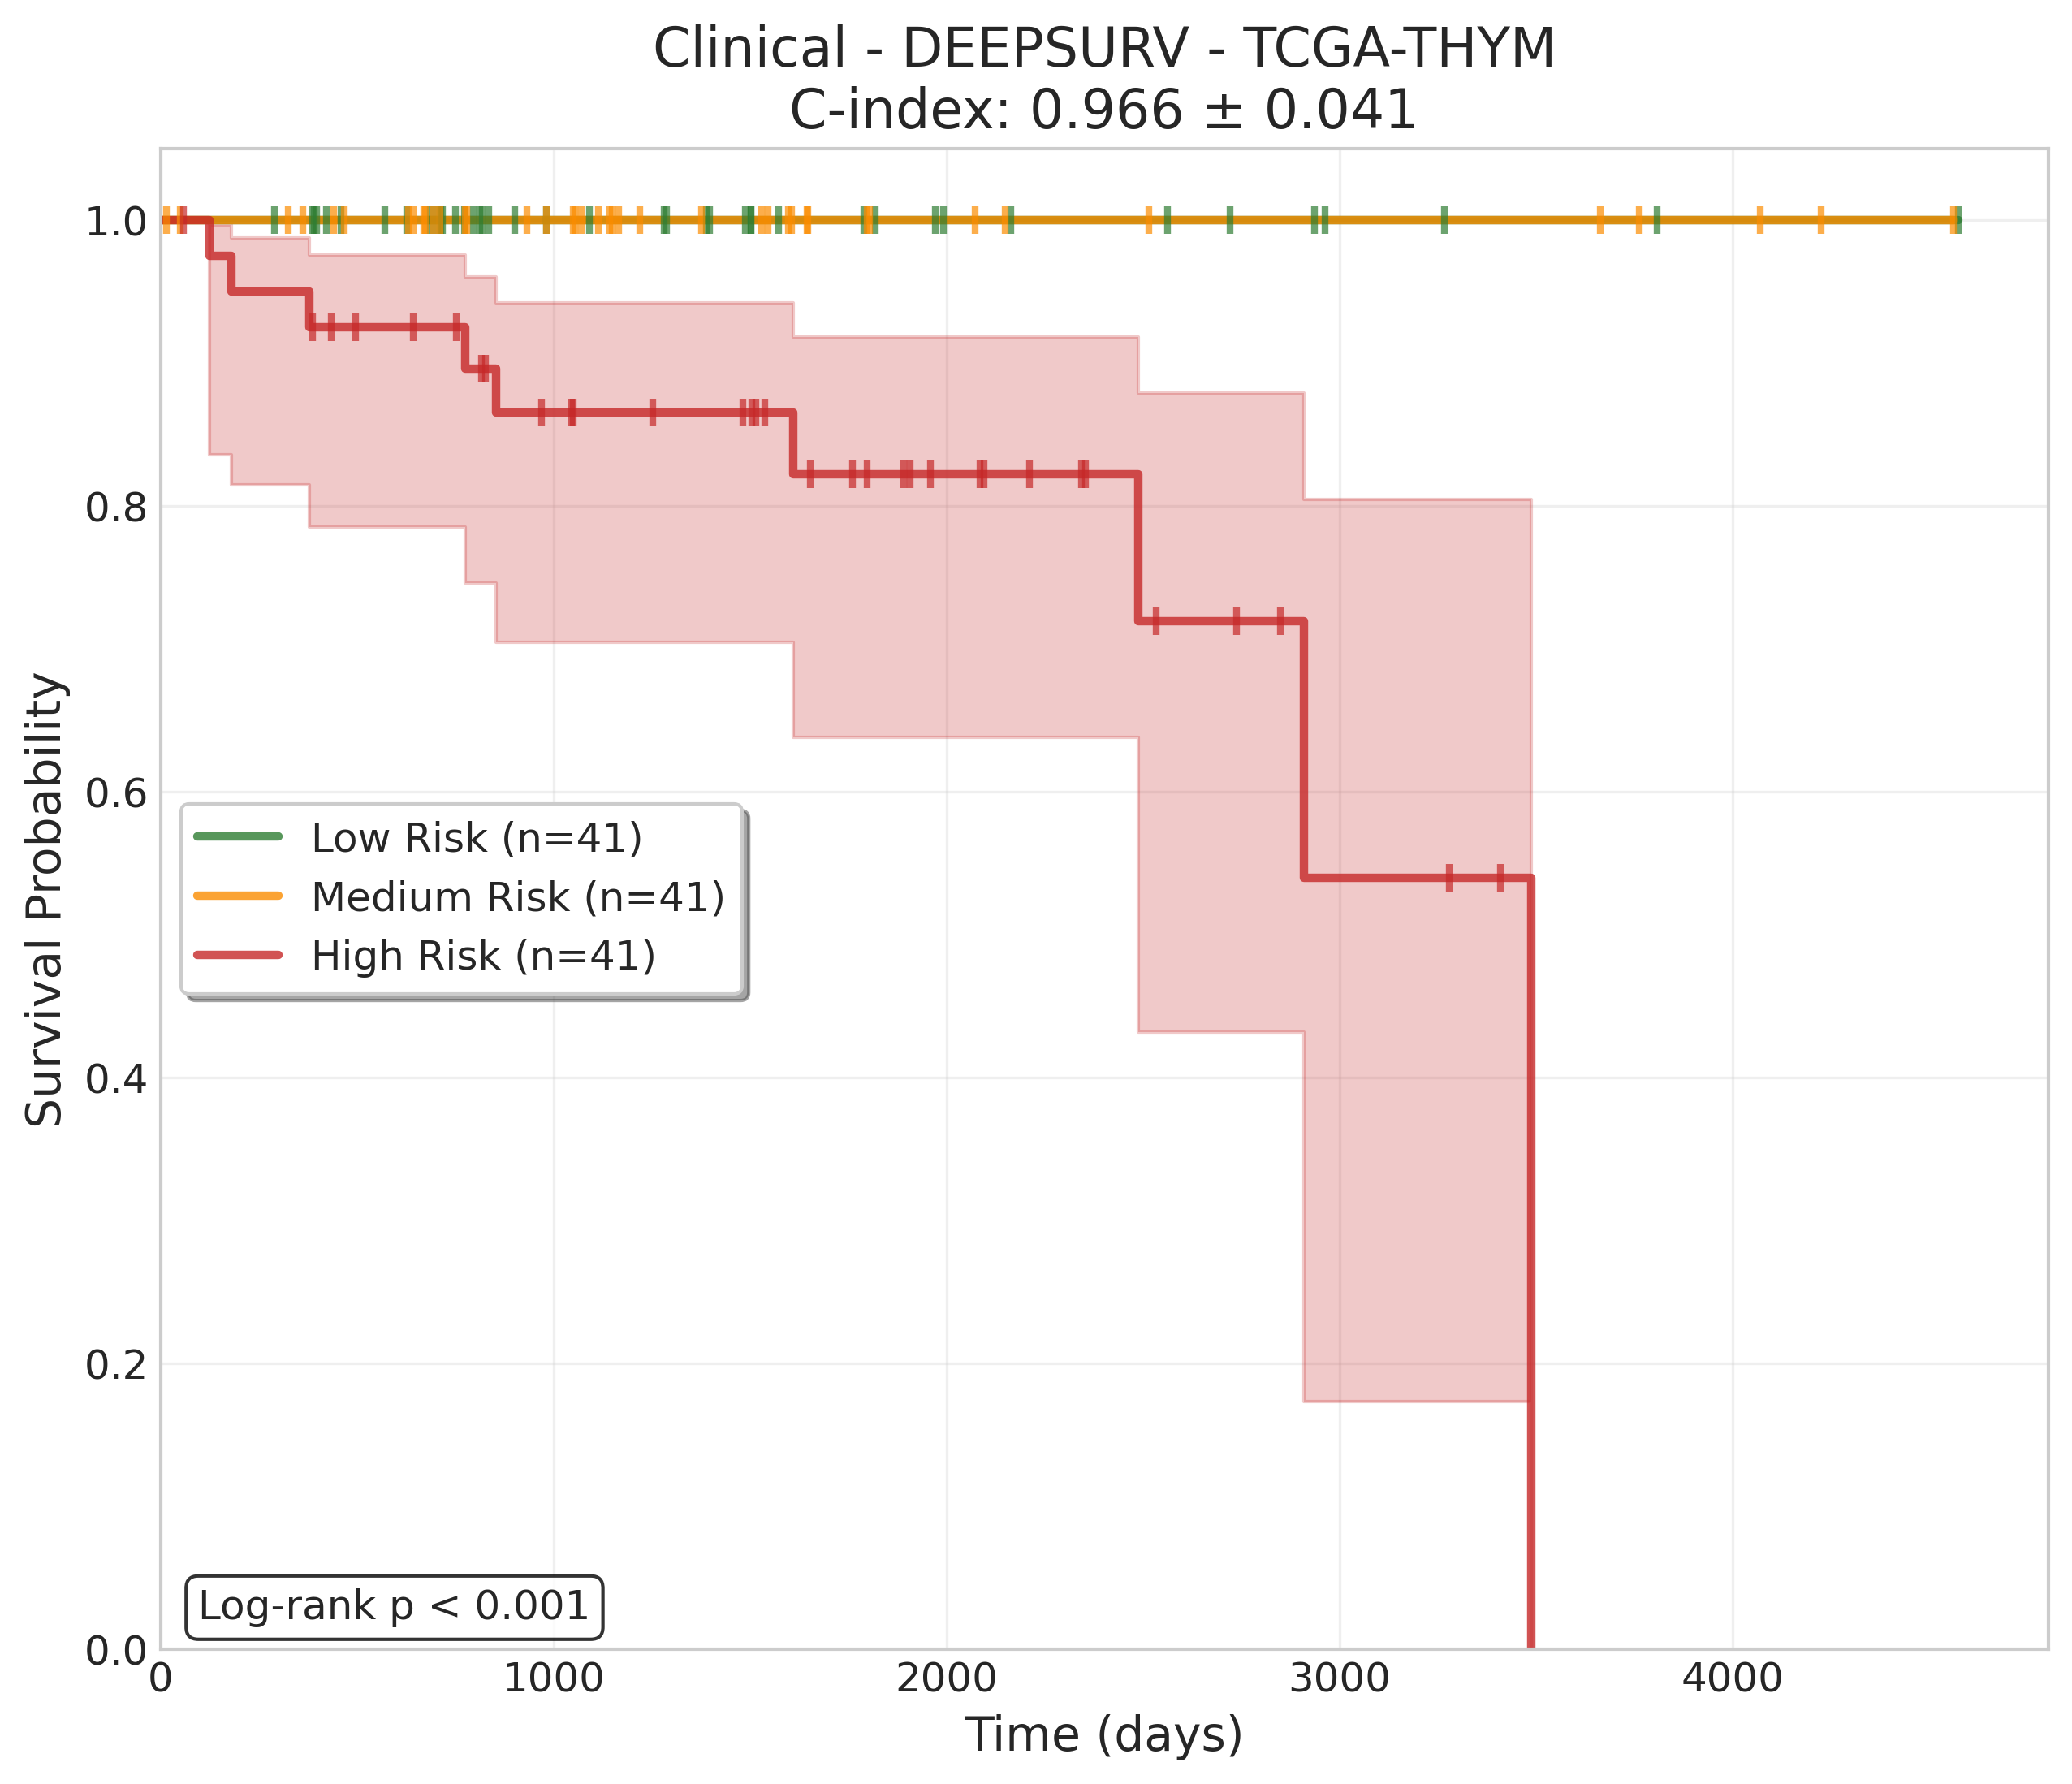 Clinical - DEEPSURV - TCGA-THYM
C-index: 0.966 ± 0.041
Survival Probability
1.0
0.8
0.6
0.4
0.2
0.0
Low Risk (n=41)
Medium Risk (n=41)
High Risk (n=41)
Log-rank p < 0.001
0 1000 2000 3000 4000
Time (days)